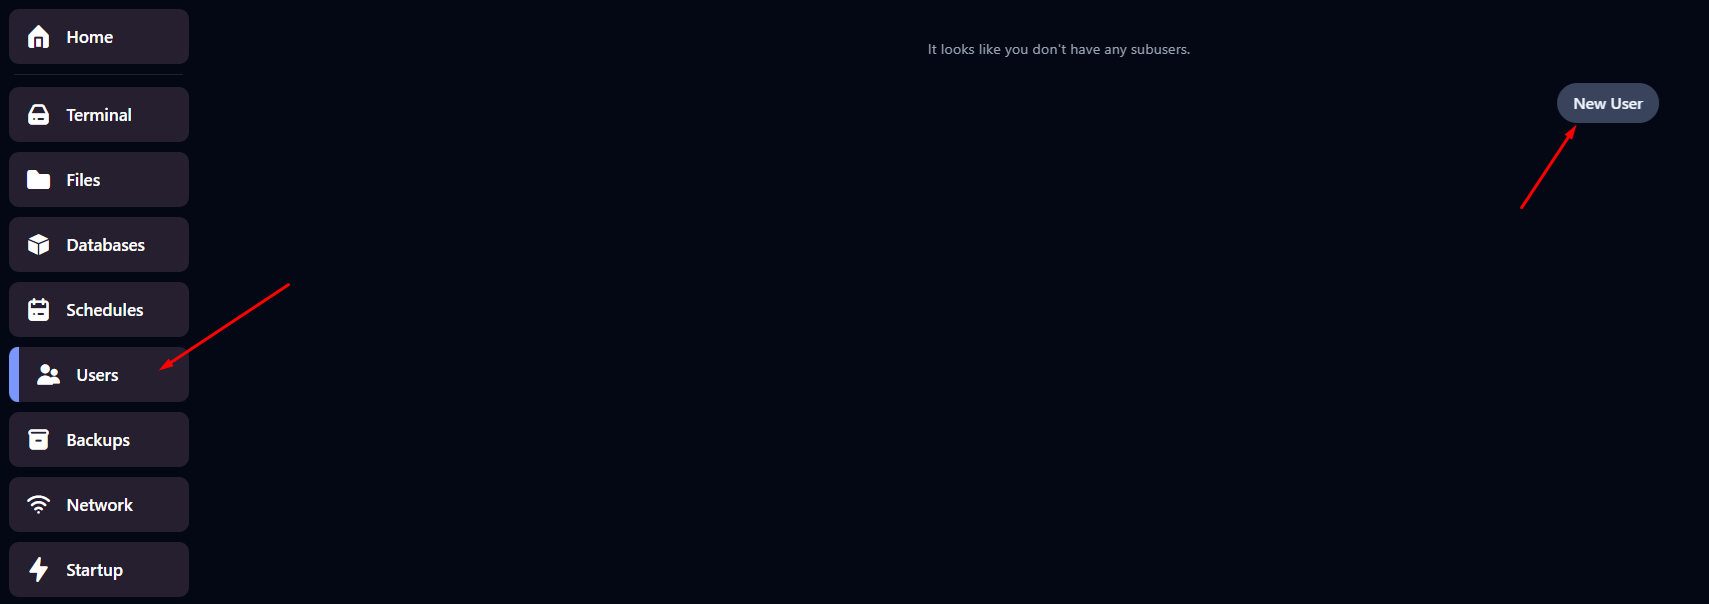 Home
Terminal
Files
Databases
Schedules
Users
Backups
Network
Startup
It looks like you don't have any subusers.
New User